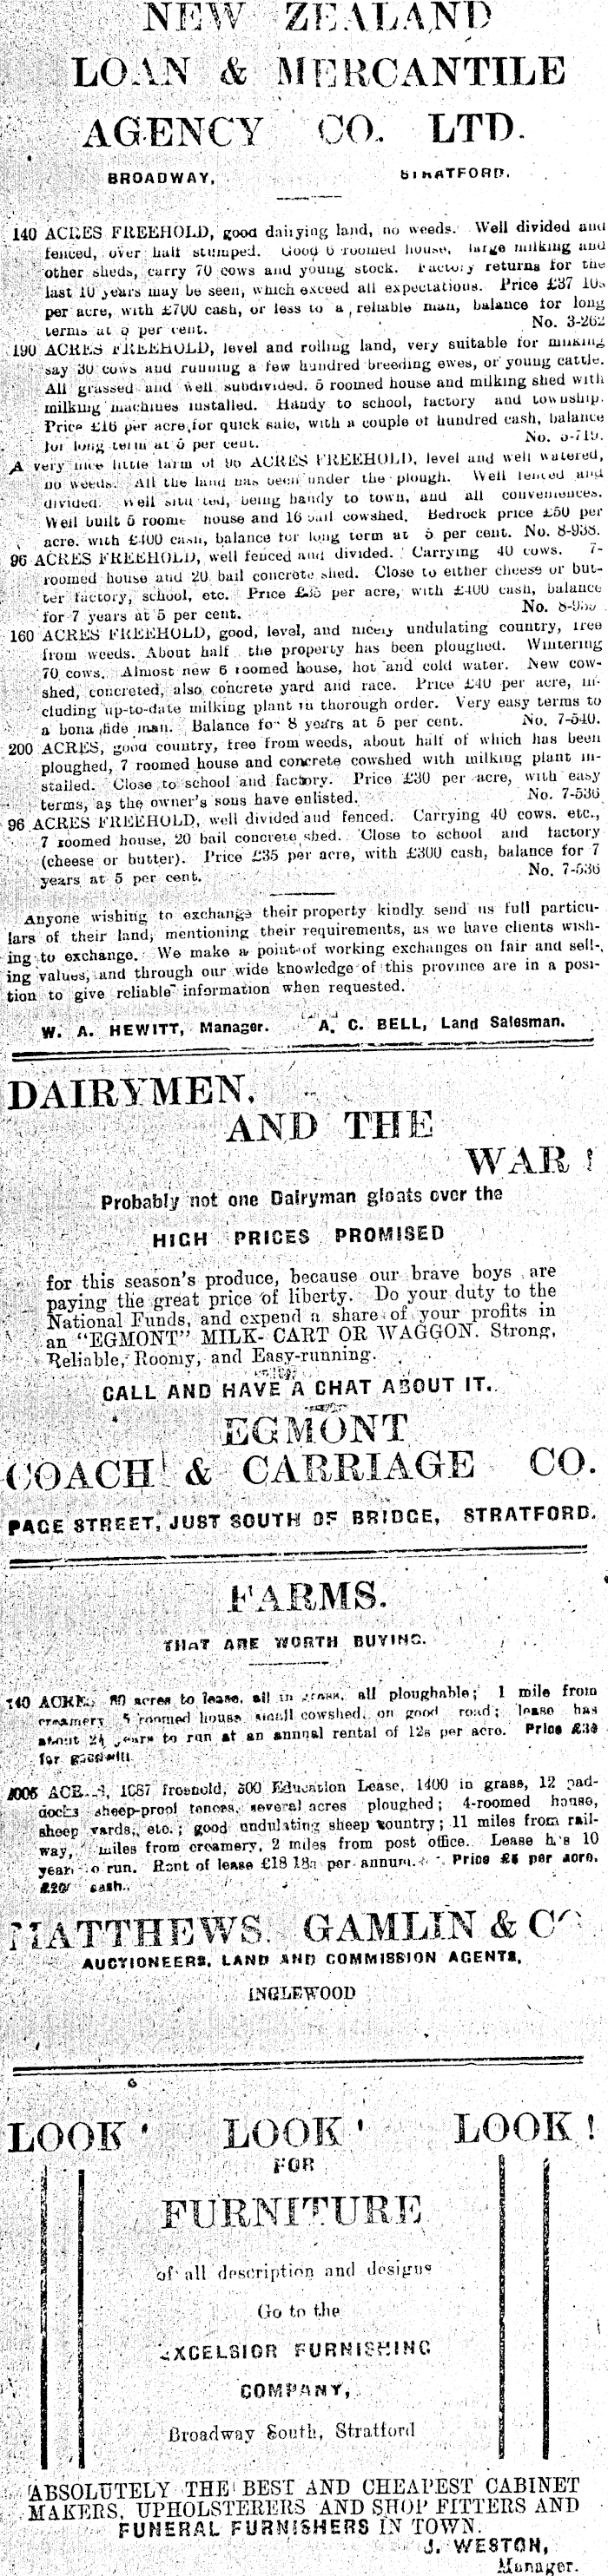 NEW ZEALAND
LOAN & MERCANTILE
AGENCY CO. LTD.
BROADWAY, STRATFORD.
140 ACRES FREEHOLD, good dairying land, no weeds. Well divided and
fenced, over half stumped. Good 6 roomed house, large milking and
other sheds, carry 70 cows and young stock. Factory returns for the
last 10 years may be seen, which exceed all expectations. Price £37 10s
per acre, with £700 cash, or less to a reliable man, balance for long
terms at 5 per cent. No. 3-262
190 ACRES FREEHOLD, level and rolling land, very suitable for milking
say 30 cows and running a few hundred breeding ewes, or young cattle.
All grassed and well subdivided. 5 roomed house and milking shed with
milking machines installed. Handy to school, factory and township.
Price £16 per acre for quick sale, with a couple of hundred cash, balance
for long term at 5 per cent. No. 5-719.
A very nice little farm of 95 ACRES FREEHOLD, level and well watered,
no weeds. All the land has been under the plough. Well fenced and
divided. Well situ ted, being handy to town, and all conveniences.
Well built 5 roome house and 16 bail cowshed. Bedrock price £50 per
acre. with £400 cash, balance for long term at 5 per cent. No. 8-938.
96 ACRES FREEHOLD, well fenced and divided. Carrying 40 cows. 7-
roomed house and 20 bail concrete shed. Close to either cheese or but-
ter factory, school, etc. Price £35 per acre, with £400 cash, balance
for 7 years at 5 per cent. No.
160 ACRES FREEHOLD, good, level, and nicely undulating country, free
from weeds. About half the property has been ploughed. Wintering
70 cows. Almost new 6 roomed house, hot and cold water. New cow-
shed, concreted, also concrete yard and race. Price £40 per acre, in-
cluding up-to-date milking plant in thorough order. Very easy terms to
a bona fide man. Balance for 8 years at 5 per cent. No. 7-540.
200 ACRES, good country, free from weeds, about half of which has been
ploughed, 7 roomed house and concrete cowshed with milking plant in-
stalled. Close to school and factory. Price £30 per acre, with easy
terms, as the owner's sons have enlisted. No. 7-536
96 ACRES FREEHOLD, well divided and fenced. Carrying 40 cows. etc.,
7 roomed house, 20 bail concrete shed. Close to school and factory
(cheese or butter). Price £35 per acre, with £300 cash, balance for 7
years at 5 per cent. No. 7-536
Anyone wishing to exchange their property kindly send us full particu-
lars of their land, mentioning their requirements, as we have clients wish-
ing to exchange. We make a point of working exchanges on fair and sell-
ing values, and through our wide knowledge of this province are in a posi-
tion to give reliable information when requested.
W. A. HEWITT, Manager. A. C. BELL, Land Salesman.
DAIRYMEN,
AND THE
WAR!
Probably not one Dairyman gloats over the
HIGH PRICES PROMISED
for this season's produce, because our brave boys are
paying the great price of liberty. Do your duty to the
National Funds, and expend a share of your profits in
an "EGMONT" MILK- CART OR WAGGON. Strong,
Reliable, Roomy, and Easy-running.
CALL AND HAVE A CHAT ABOUT IT.
EGMONT
COACH & CARRIAGE CO.
PAGE STREET, JUST SOUTH OF BRIDGE, STRATFORD.
FARMS.
THAT ARE WORTH BUYING.
140 ACRES 80 acres to lease, all in grass, all ploughable; 1 mile from
creamery 5 roomed house small cowshed, on good road; lease has
about 2½ years to run at an annual rental of 12s per acre. Price
for goodwill
ACRES, 1087 freehold, 500 Education Lease, 1400 in grass, 12 pad-
docks sheep-proof fences, several acres ploughed; 4-roomed house,
sheep yards, etc.; good undulating sheep country; 11 miles from rail-
way, miles from creamery, 2 miles from post office. Lease has 10
years to run. Rent of lease £18 18s per annum. Price per acre.
cash.
MATTHEWS. GAMLIN & CO
AUCTIONEERS, LAND AND COMMISSION AGENTS,
INGLEWOOD
LOOK! LOOK! LOOK!
FOR
FURNITURE
of all description and designs
Go to the
EXCELSIOR FURNISHING
COMPANY,
Broadway South, Stratford
ABSOLUTELY THE BEST AND CHEAPEST CABINET
MAKERS, UPHOLSTERERS AND SHOP FITTERS AND
FUNERAL FURNISHERS IN TOWN.
J. WESTON,
Manager.